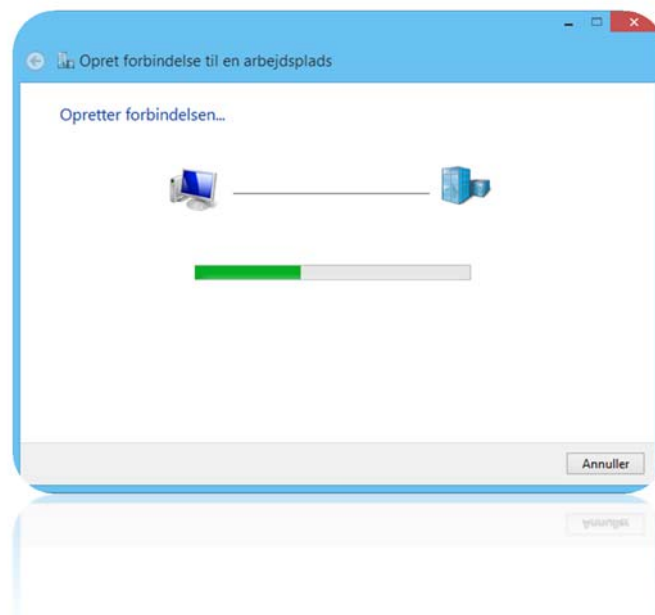 Opret forbindelse til en arbejdsplads
Opretter forbindelsen...
Annuller